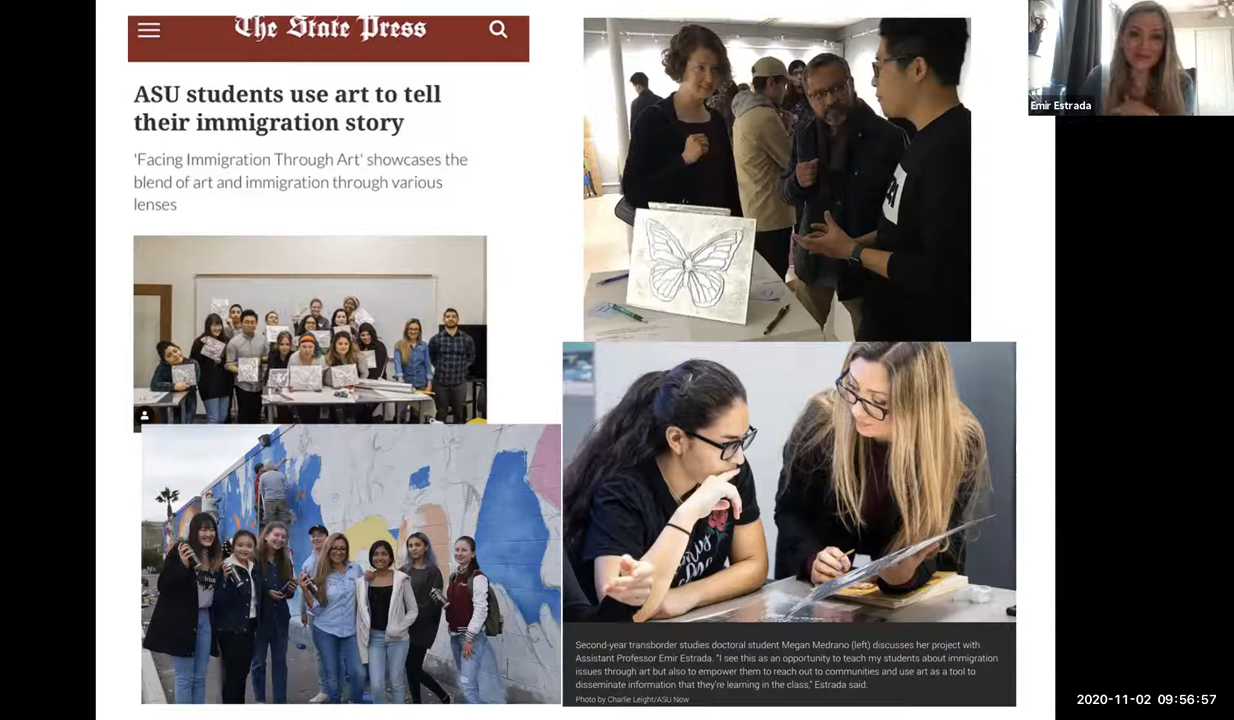 The State Press
ASU students use art to tell
their immigration story
'Facing Immigration Through Art' showcases the
blend of art and immigration through various
lenses
Emir Estrada
Second-year transborder studies doctoral student Megan Medrano (left) discusses her project with
Assistant Professor Emir Estrada. "I see this as an opportunity to teach my students about immigration
issues through art but also to empower them to reach out to communities and use art as a tool to
disseminate information that they're learning in the class," Estrada said.
Photo by Charlie Leight/ASU Now
2020-11-02 09:56:57